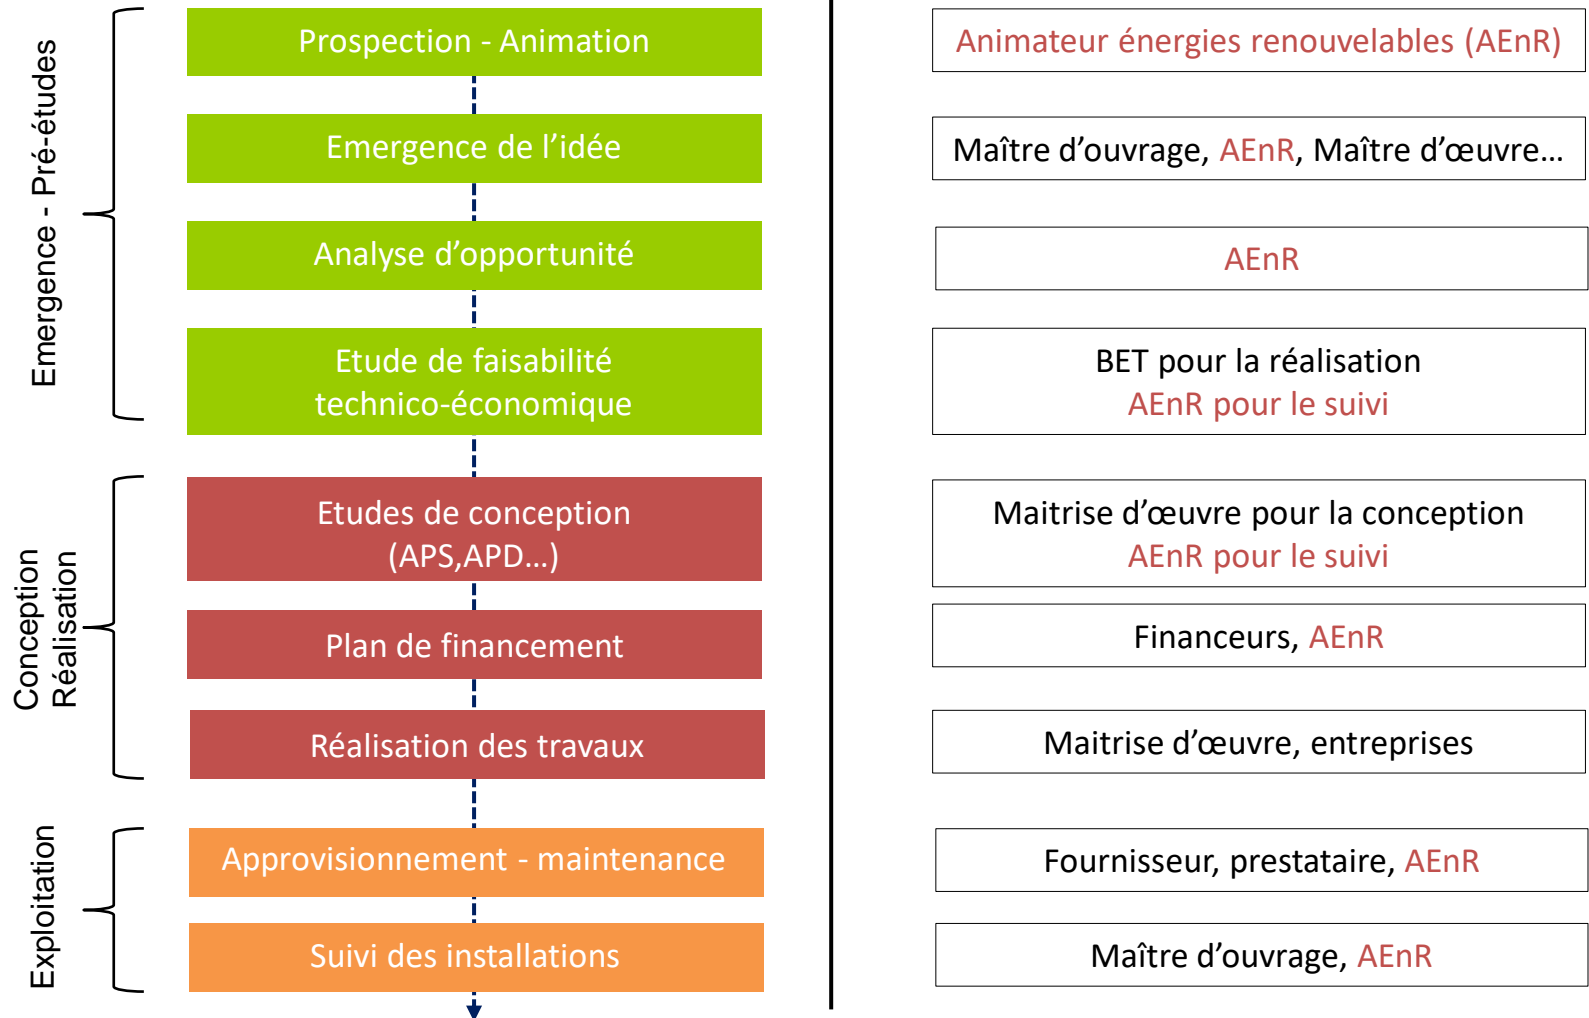 Emergence - Pré-études
Prospection - Animation
Animateur énergies renouvelables (AEnR)
Emergence de l’idée
Maître d’ouvrage, AEnR, Maître d’œuvre…
Analyse d’opportunité
AEnR
Etude de faisabilité
technico-économique
BET pour la réalisation
AEnR pour le suivi
Conception
Réalisation
Etudes de conception
(APS,APD…)
Maitrise d’œuvre pour la conception
AEnR pour le suivi
Plan de financement
Financeurs, AEnR
Réalisation des travaux
Maitrise d’œuvre, entreprises
Exploitation
Approvisionnement - maintenance
Fournisseur, prestataire, AEnR
Suivi des installations
Maître d’ouvrage, AEnR